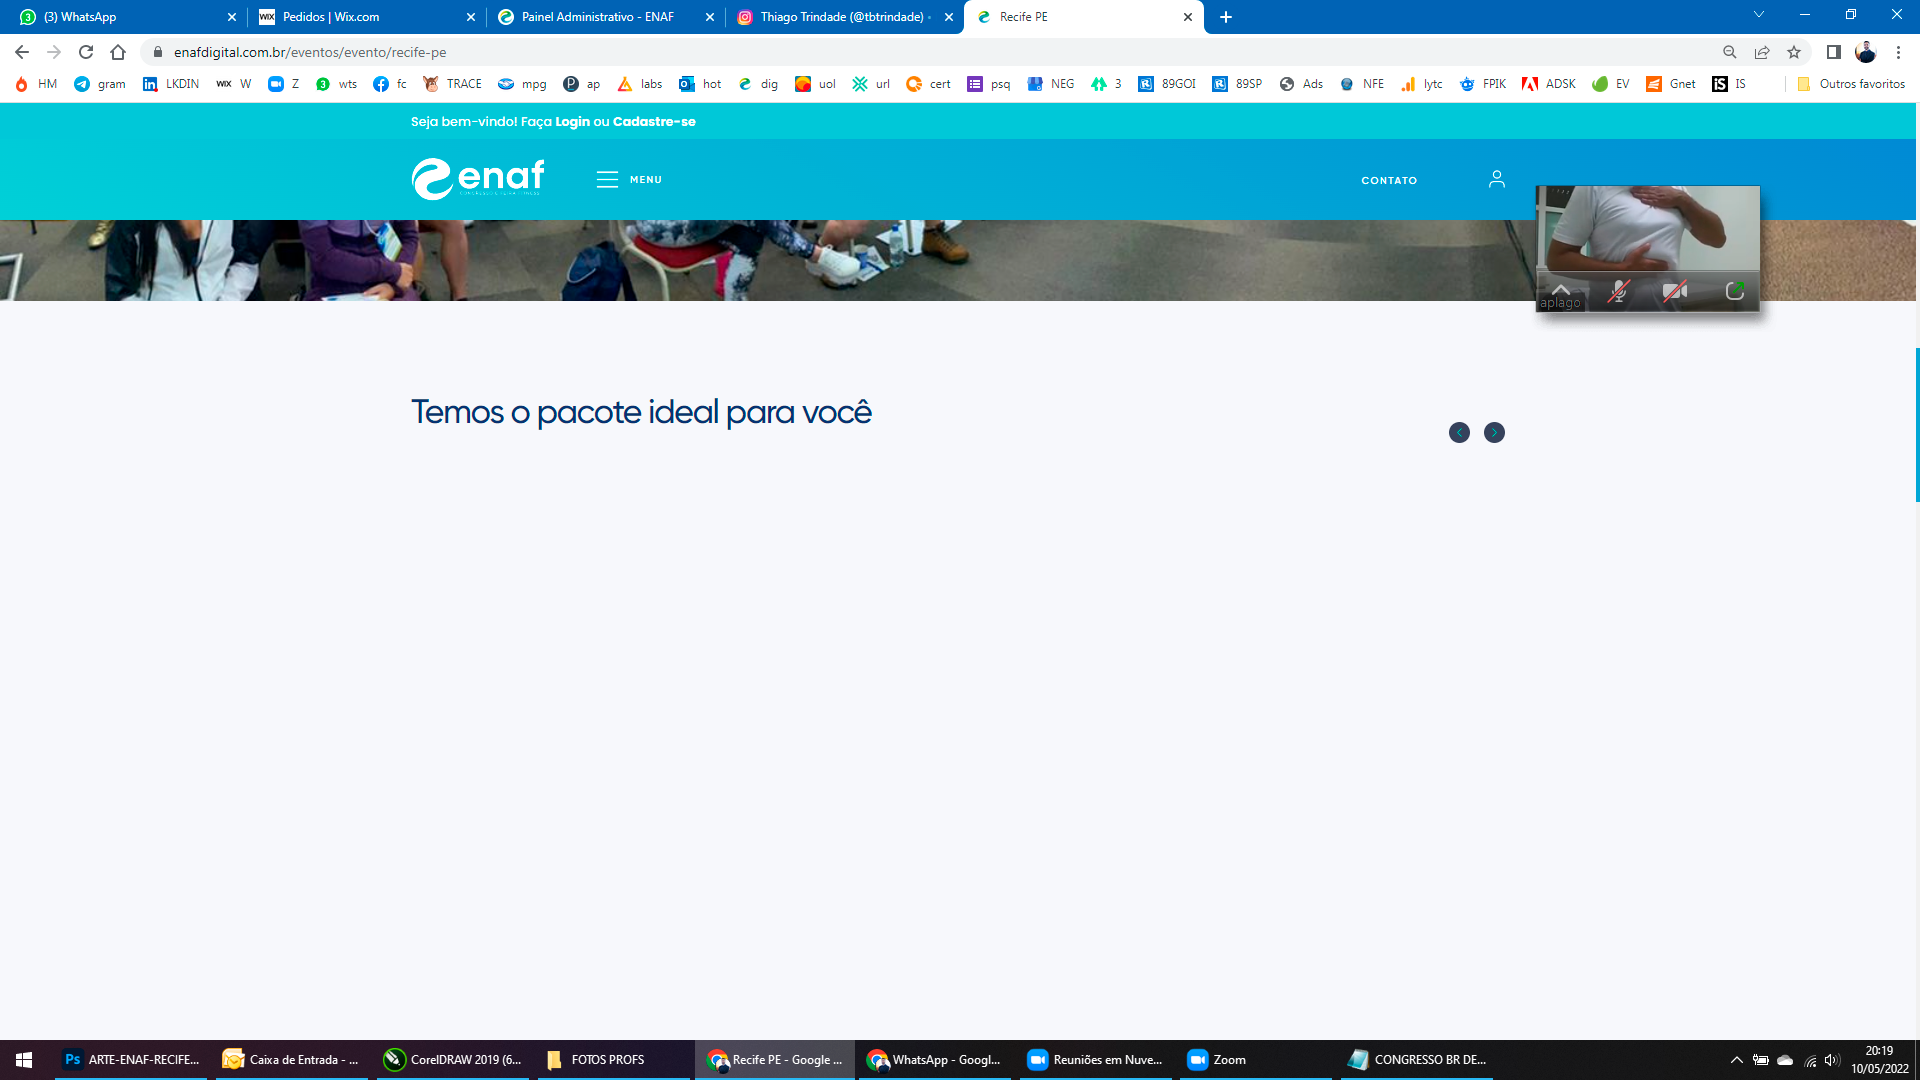 (3) WhatsApp
Pedidos | Wix.com
Painel Administrativo - ENAF
Thiago Trindade (@tbtrindade)
Recife PE
enafdigital.com.br/eventos/evento/recife-pe
HM
gram
LKDIN
WIX W
Z
wts
fc
TRACE
mpg
ap
labs
hot
dig
uol
url
cert
psq
NEG
3
89GOI
89SP
Ads
NFE
lytc
FPIK
ADSK
EV
Gnet
IS
Outros favoritos
Seja bem-vindo! Faça Login ou Cadastre-se
enaf
MENU
CONTATO
aplago
Temos o pacote ideal para você
Ps ARTE-ENAF-RECIFE...
Caixa de Entrada - ...
CorelDRAW 2019 (6...
FOTOS PROFS
Recife PE - Google ...
WhatsApp - Googl...
Reuniões em Nuve...
Zoom
CONGRESSO BR DE...
20:19
10/05/2022